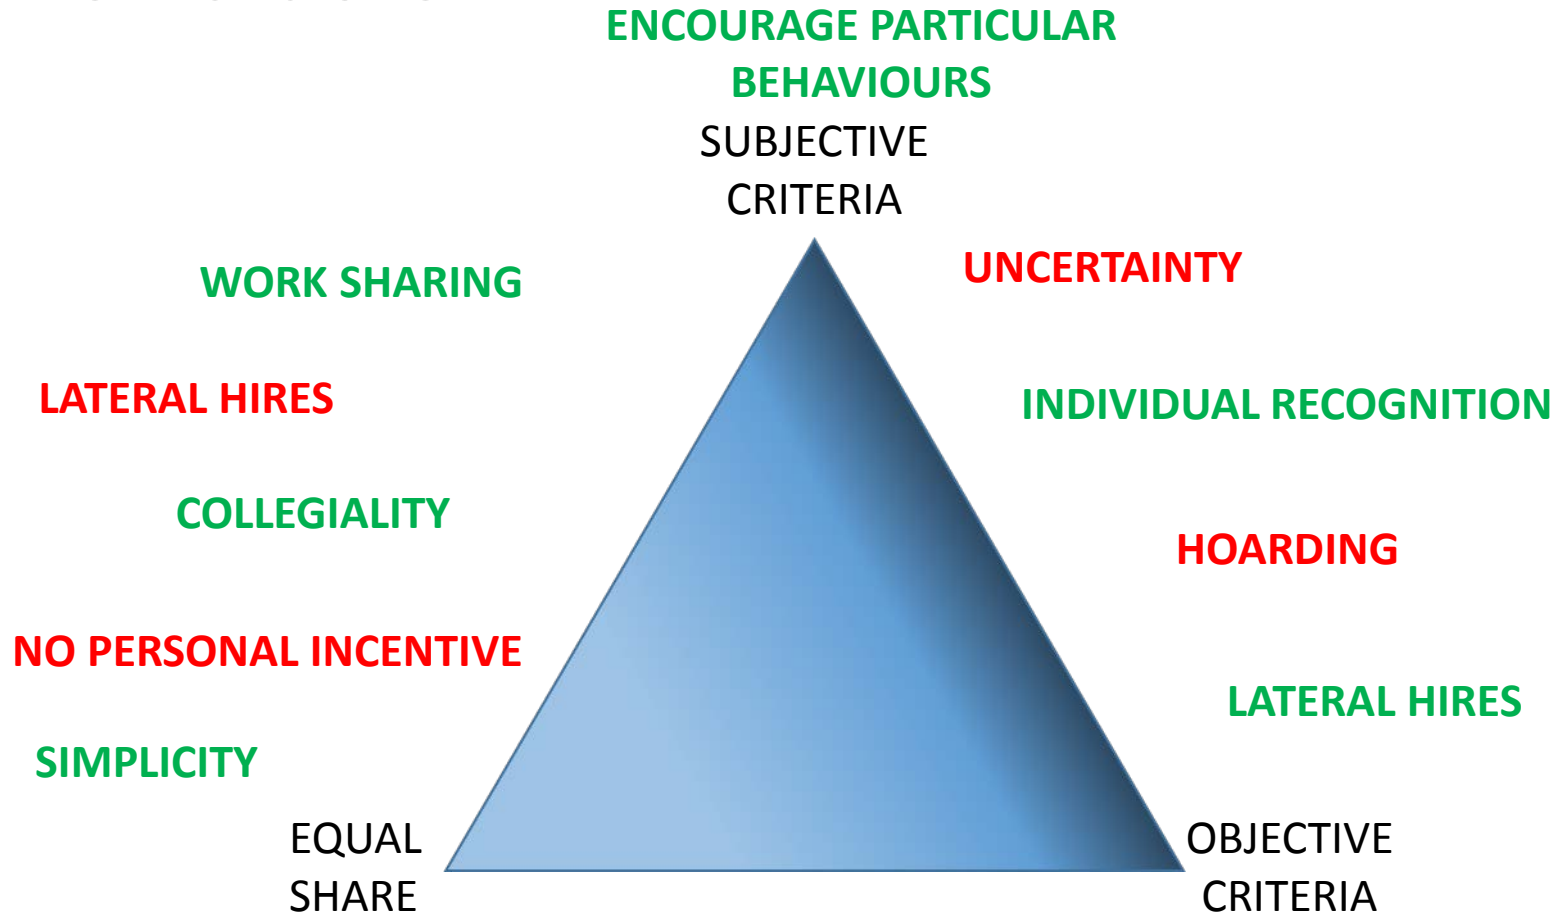 ENCOURAGE PARTICULAR
BEHAVIOURS
SUBJECTIVE
CRITERIA
WORK SHARING
UNCERTAINTY
LATERAL HIRES
INDIVIDUAL RECOGNITION
COLLEGIALITY
HOARDING
NO PERSONAL INCENTIVE
LATERAL HIRES
SIMPLICITY
EQUAL
SHARE
OBJECTIVE
CRITERIA